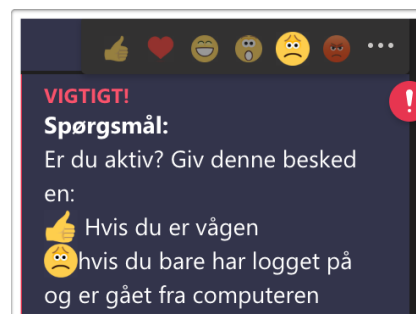 VIGTIGT!
Spørgsmål:
Er du aktiv? Giv denne besked
en:
👍 Hvis du er vågen
😟hvis du bare har logget på
og er gået fra computeren